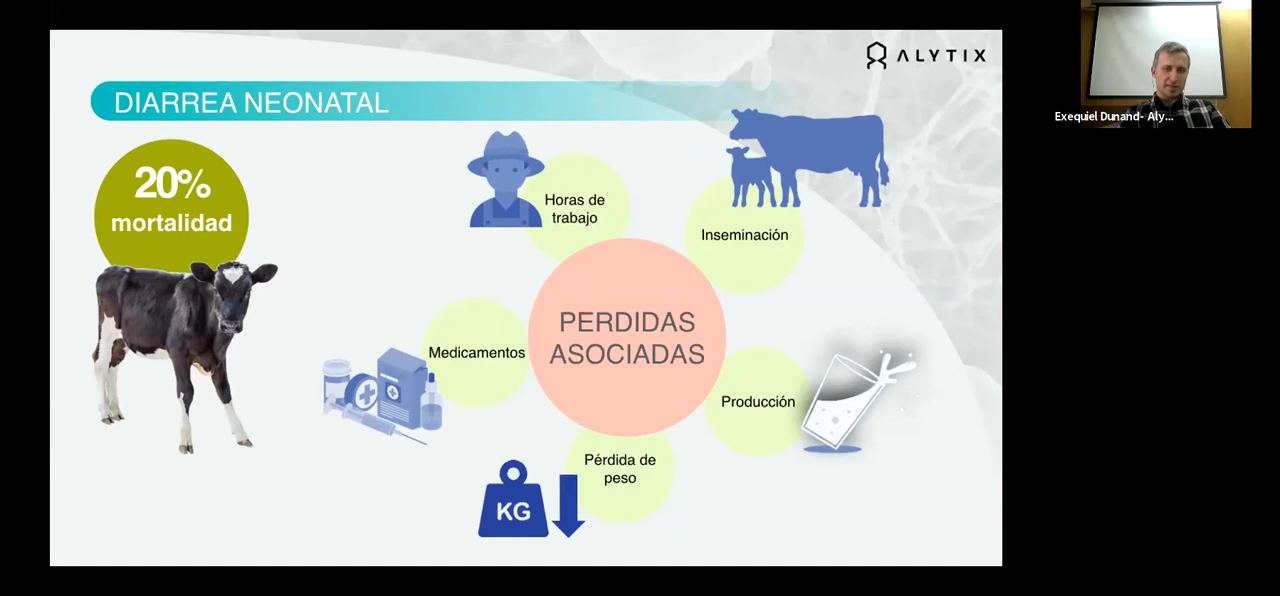 ALYTIX
DIARREA NEONATAL
20%
mortalidad
Horas de
trabajo
Inseminación
PERDIDAS
ASOCIADAS
Medicamentos
Producción
Pérdida de
peso
KG
Exequiel Dunand- Aly...